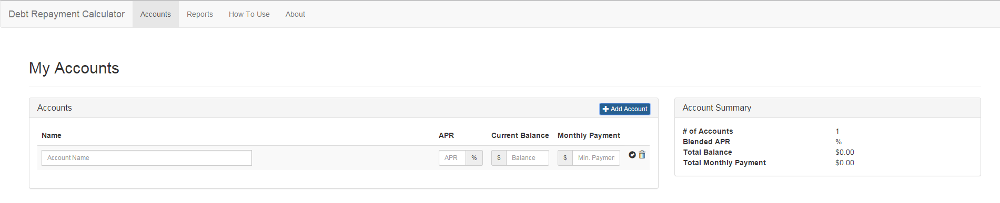 Debt Repayment Calculator Accounts Reports How To Use About
My Accounts
Accounts
Add Account
Name APR Current Balance Monthly Payment
Account Name APR % $ Balance $ Min. Paymen
Account Summary
# of Accounts 1
Blended APR %
Total Balance $0.00
Total Monthly Payment $0.00